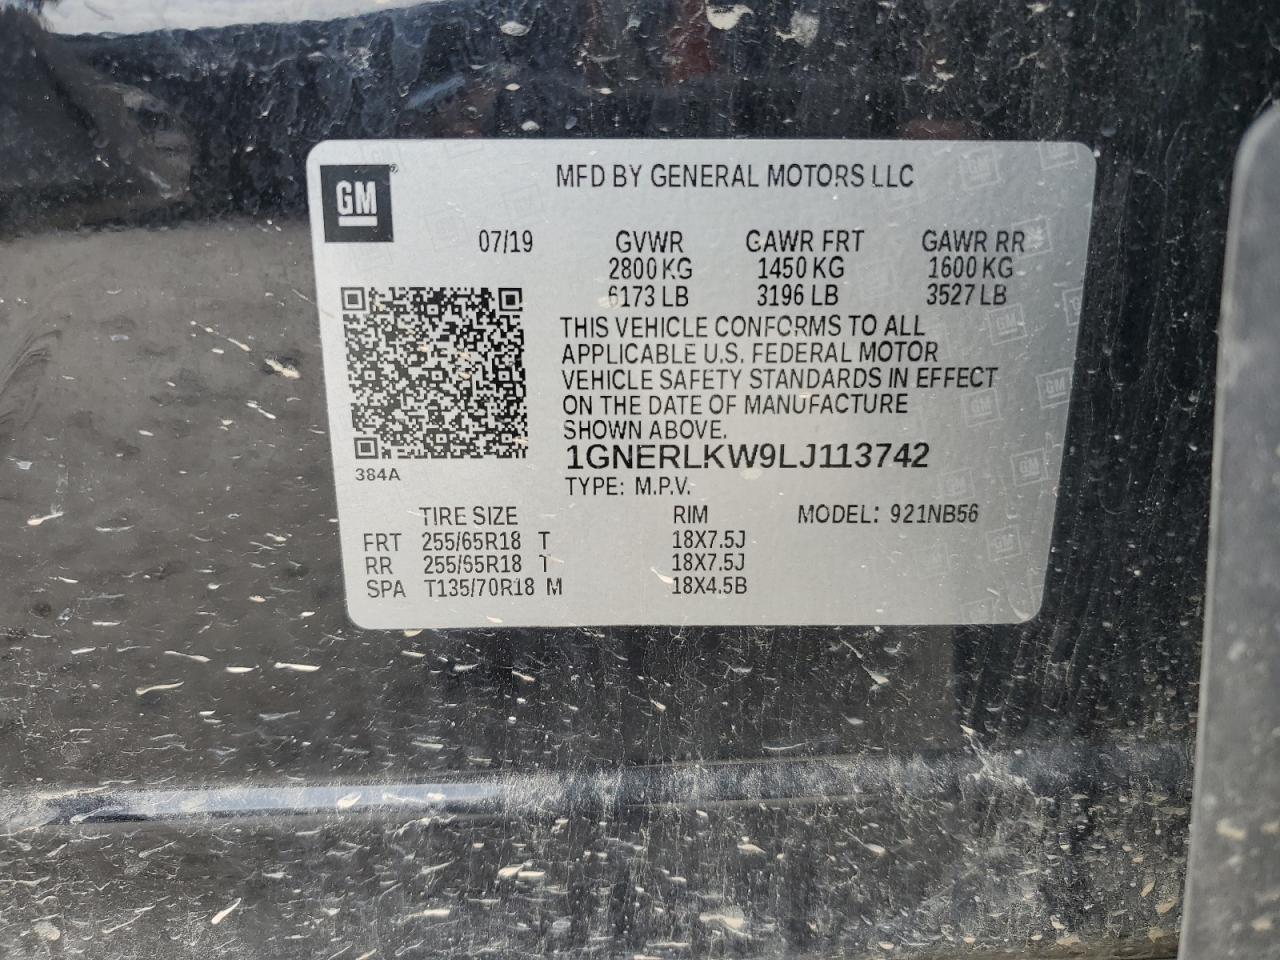 GM
MFD BY GENERAL MOTORS LLC
07/19 GVWR GAWR FRT GAWR RR
2800 KG 1450 KG 1600 KG
6173 LB 3196 LB 3527 LB
THIS VEHICLE CONFORMS TO ALL
APPLICABLE U.S. FEDERAL MOTOR
VEHICLE SAFETY STANDARDS IN EFFECT
ON THE DATE OF MANUFACTURE
SHOWN ABOVE.
1GNERLKW9LJ113742
384A
TYPE: M.P.V.
TIRE SIZE RIM MODEL: 921NB56
FRT 255/65R18 T 18X7.5J
RR 255/65R18 T 18X7.5J
SPA T135/70R18 M 18X4.5B